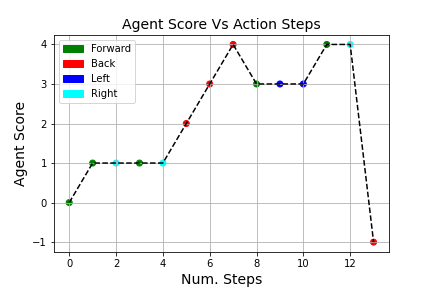 Agent Score Vs Action Steps
Forward
Back
Left
Right
Agent Score
4
3
2
1
0
−1
0 2 4 6 8 10 12
Num. Steps